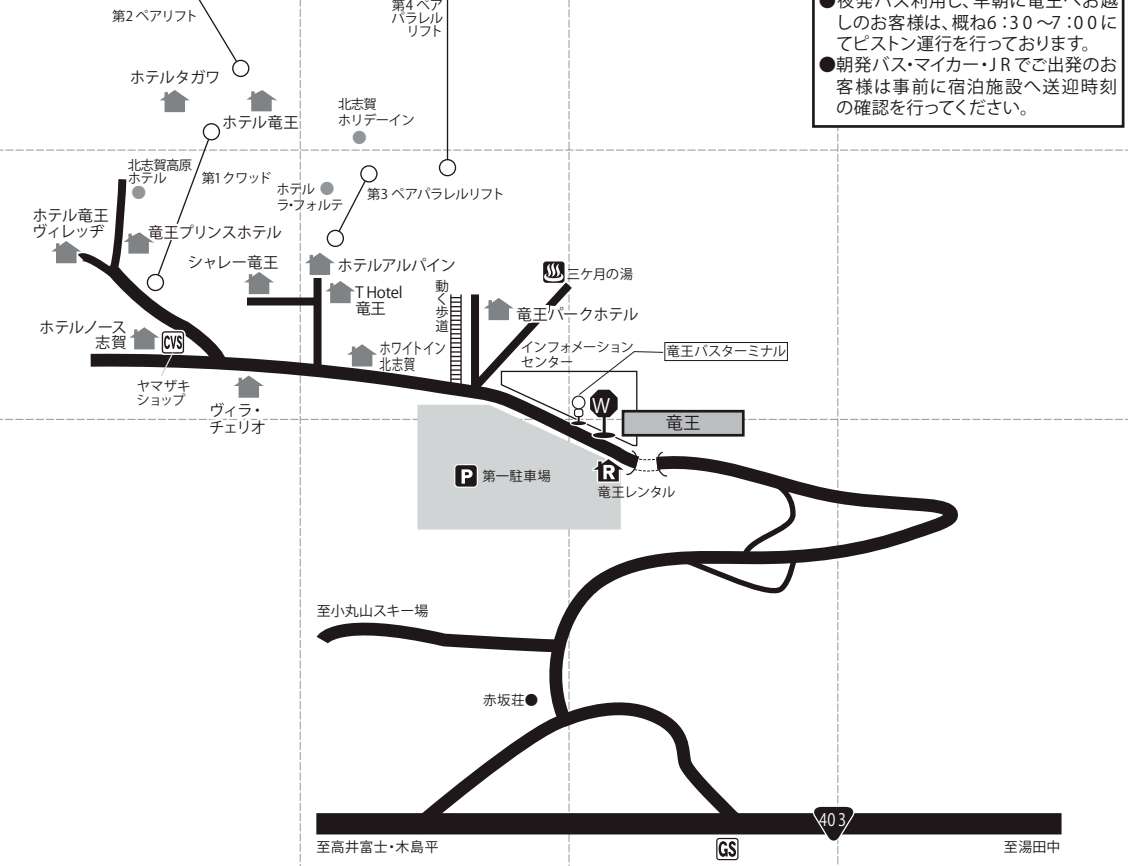 第2 ペアリフト
第4 ペア
パラレル
リフト
●夜発バス利用し、早朝に竜王へお越
しのお客様は、概ね6：30～7：00に
てピストン運行を行っております。
●朝発バス・マイカー・JRでご出発のお
客様は事前に宿泊施設へ送迎時刻
の確認を行ってください。
ホテルタガワ
ホテル竜王
北志賀
ホリデーイン
北志賀高原
ホテル
第1 クワッド
ホテル
ラ・フォルテ
第3 ペアパラレルリフト
ホテル竜王
ヴィレッヂ
竜王プリンスホテル
シャレー竜王
ホテルアルパイン
三ケ月の湯
T Hotel
竜王
動く歩道
竜王パークホテル
ホテルノース
志賀
CVS
ホワイトイン
北志賀
インフォメーション
センター
竜王バスターミナル
ヤマザキ
ショップ
ヴィラ・
チェリオ
W
竜王
P 第一駐車場
R
竜王レンタル
至小丸山スキー場
赤坂荘●
403
至高井富士・木島平
GS
至湯田中